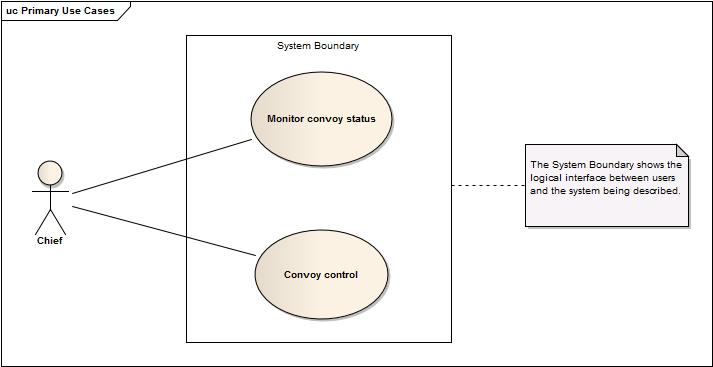 uc Primary Use Cases
System Boundary
Monitor convoy status
The System Boundary shows the
logical interface between users
and the system being described.
Chief
Convoy control